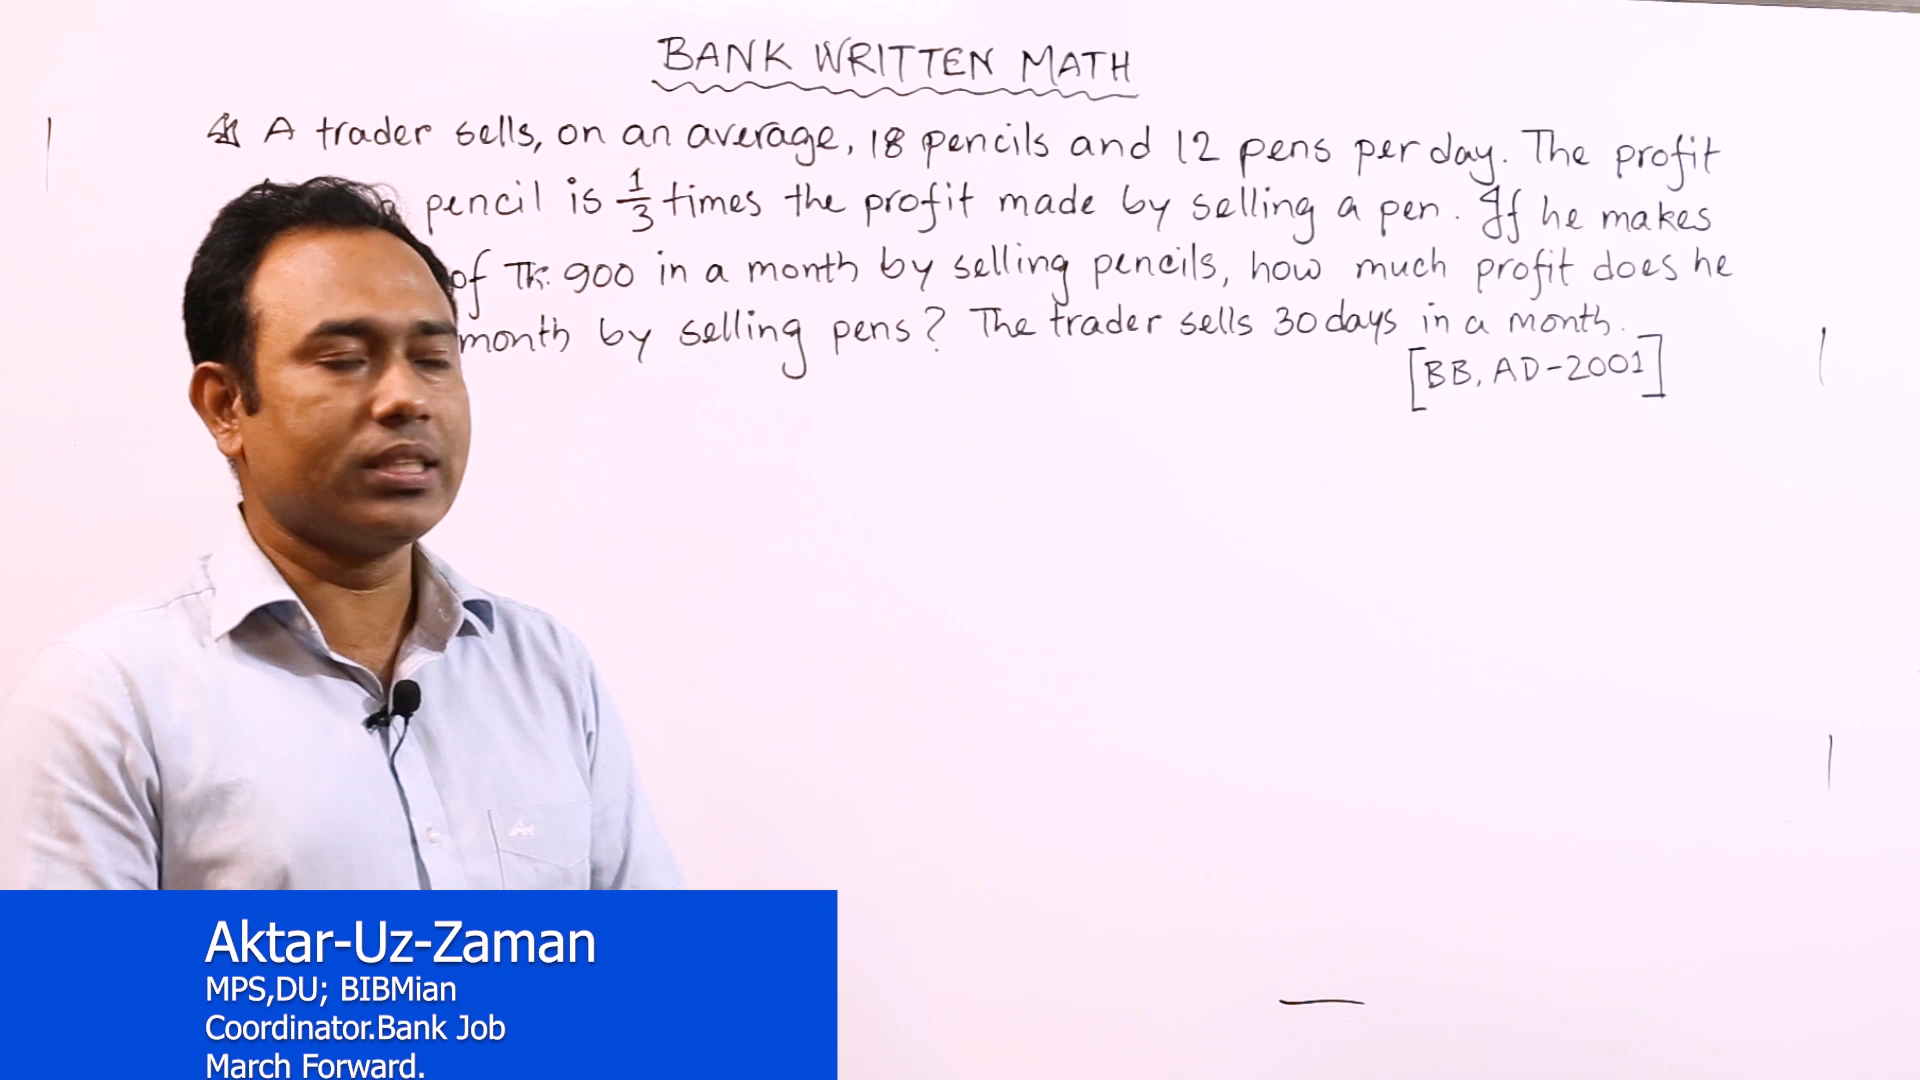 BANK WRITTEN MATH
A trader sells, on an average, 18 pencils and 12 pens per day. The profit
pencil is 1/3 times the profit made by selling a pen. If he makes
of Tk. 900 in a month by selling pencils, how much profit does he
month by selling pens? The trader sells 30 days in a month.
[BB, AD-2001]
Aktar-Uz-Zaman
MPS,DU; BIBMian
Coordinator.Bank Job
March Forward.